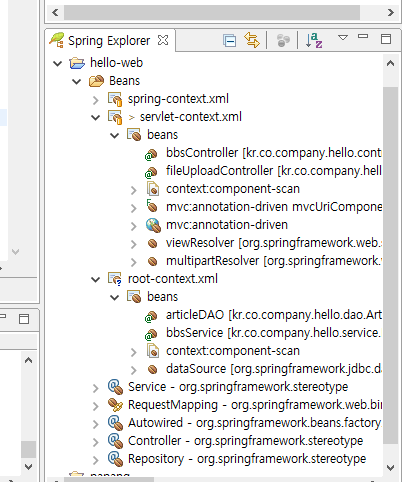 Spring Explorer
hello-web
Beans
spring-context.xml
> servlet-context.xml
beans
bbsController [kr.co.company.hello.cont
fileUploadController [kr.co.company.hell
context:component-scan
mvc:annotation-driven mvcUriCompone
mvc:annotation-driven
viewResolver [org.springframework.web.s
multipartResolver [org.springframework.
root-context.xml
beans
articleDAO [kr.co.company.hello.dao.Art
bbsService [kr.co.company.hello.service.
context:component-scan
dataSource [org.springframework.jdbc.da
Service - org.springframework.stereotype
RequestMapping - org.springframework.web.bin
Autowired - org.springframework.beans.factory
Controller - org.springframework.stereotype
Repository - org.springframework.stereotype